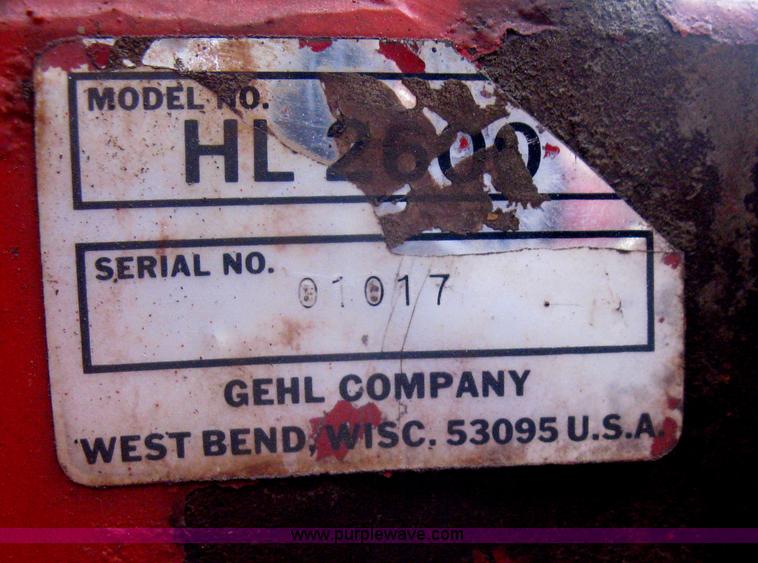 MODEL NO.
HL 2600
SERIAL NO.
01017
GEHL COMPANY
WEST BEND, WISC. 53095 U.S.A.
www.purplewave.com